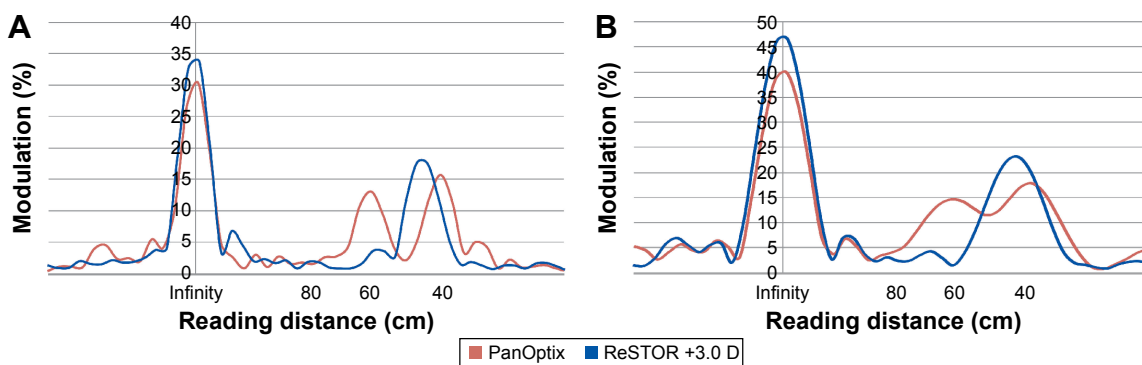 A
Modulation (%)
40
35
30
25
20
15
10
5
0
Infinity 80 60 40
Reading distance (cm)
B
Modulation (%)
50
45
40
35
30
25
20
15
10
5
0
Infinity 80 60 40
Reading distance (cm)
PanOptix ReSTOR +3.0 D